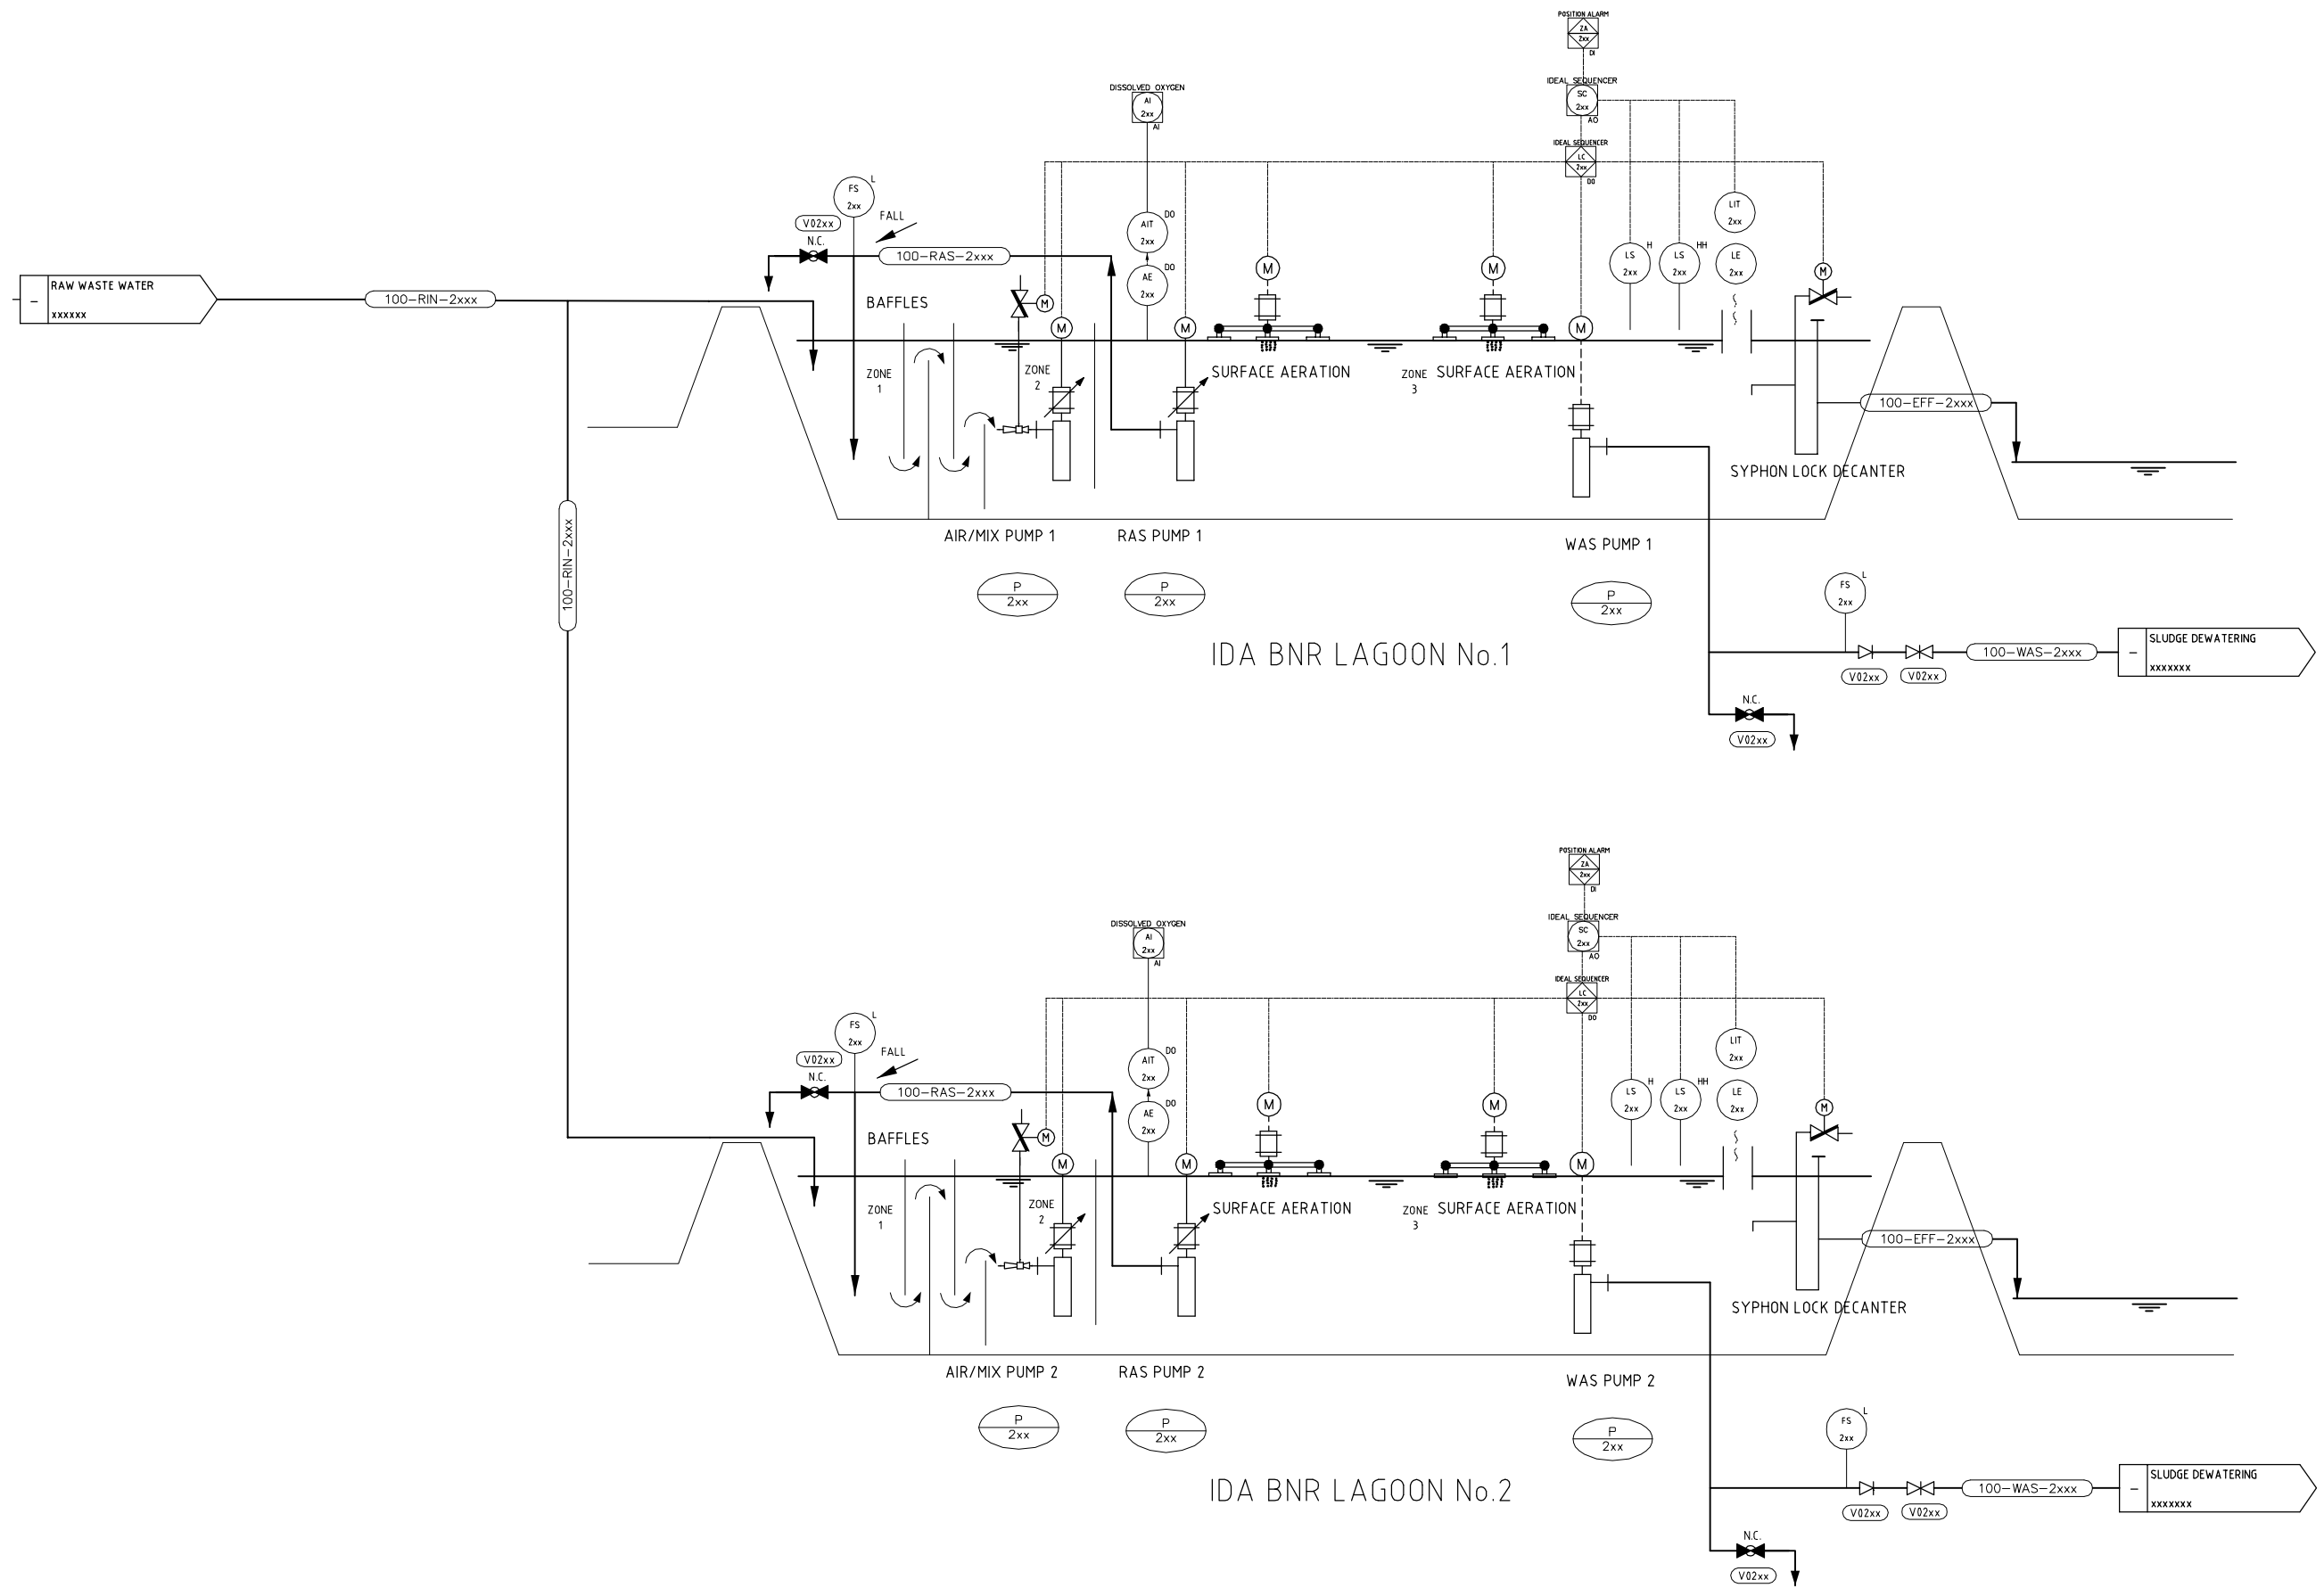 POSITION ALARM
ZA
2xx
DI
IDEAL SEQUENCER
SC
2xx
AO
DISSOLVED OXYGEN
AI
2xx
AI
IDEAL SEQUENCER
LC
2xx
DO
FS
L
2xx
V02xx
N.C.
FALL
100-RAS-2xxx
AIT
DO
2xx
AE
DO
2xx
M
M
LS
H
2xx
LS
HH
2xx
LIT
2xx
LE
2xx
M
RAW WASTE WATER
-
xxxxxx
100-RIN-2xxx
BAFFLES
M
M
M
M
ZONE
1
ZONE
2
SURFACE AERATION
ZONE
3
SURFACE AERATION
100-EFF-2xxx
SYPHON LOCK DECANTER
100-RIN-2xxx
AIR/MIX PUMP 1
RAS PUMP 1
WAS PUMP 1
P
2xx
P
2xx
P
2xx
FS
L
2xx
IDA BNR LAGOON No.1
V02xx
V02xx
100-WAS-2xxx
-
SLUDGE DEWATERING
xxxxxxx
N.C.
V02xx
POSITION ALARM
ZA
2xx
DI
IDEAL SEQUENCER
SC
2xx
AO
DISSOLVED OXYGEN
AI
2xx
AI
IDEAL SEQUENCER
LC
2xx
DO
FS
L
2xx
V02xx
N.C.
FALL
100-RAS-2xxx
AIT
DO
2xx
AE
DO
2xx
M
M
LS
H
2xx
LS
HH
2xx
LIT
2xx
LE
2xx
M
BAFFLES
M
M
M
M
ZONE
1
ZONE
2
SURFACE AERATION
ZONE
3
SURFACE AERATION
100-EFF-2xxx
SYPHON LOCK DECANTER
AIR/MIX PUMP 2
RAS PUMP 2
WAS PUMP 2
P
2xx
P
2xx
P
2xx
FS
L
2xx
IDA BNR LAGOON No.2
V02xx
V02xx
100-WAS-2xxx
-
SLUDGE DEWATERING
xxxxxxx
N.C.
V02xx